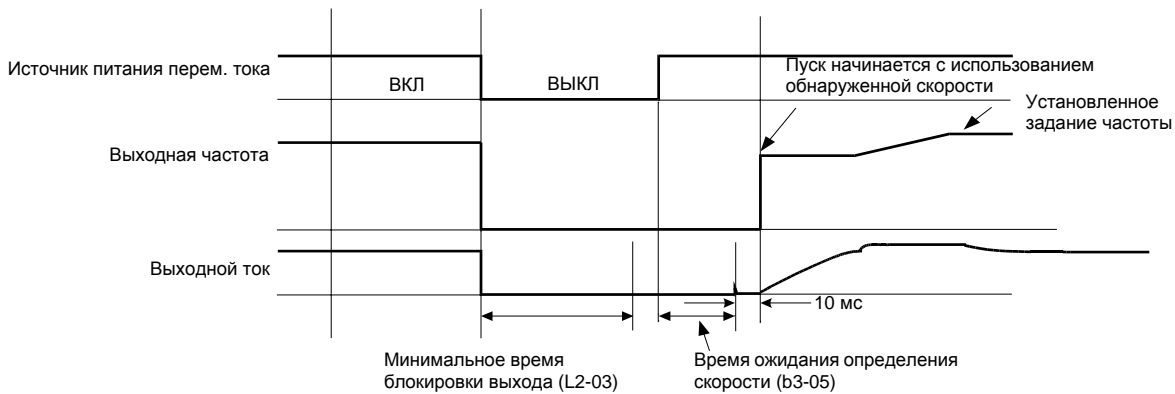 Источник питания перем. тока
ВКЛ
ВЫКЛ
Пуск начинается с использованием
обнаруженной скорости
Установленное
задание частоты
Выходная частота
Выходной ток
10 мс
Минимальное время
блокировки выхода (L2-03)
Время ожидания определения
скорости (b3-05)